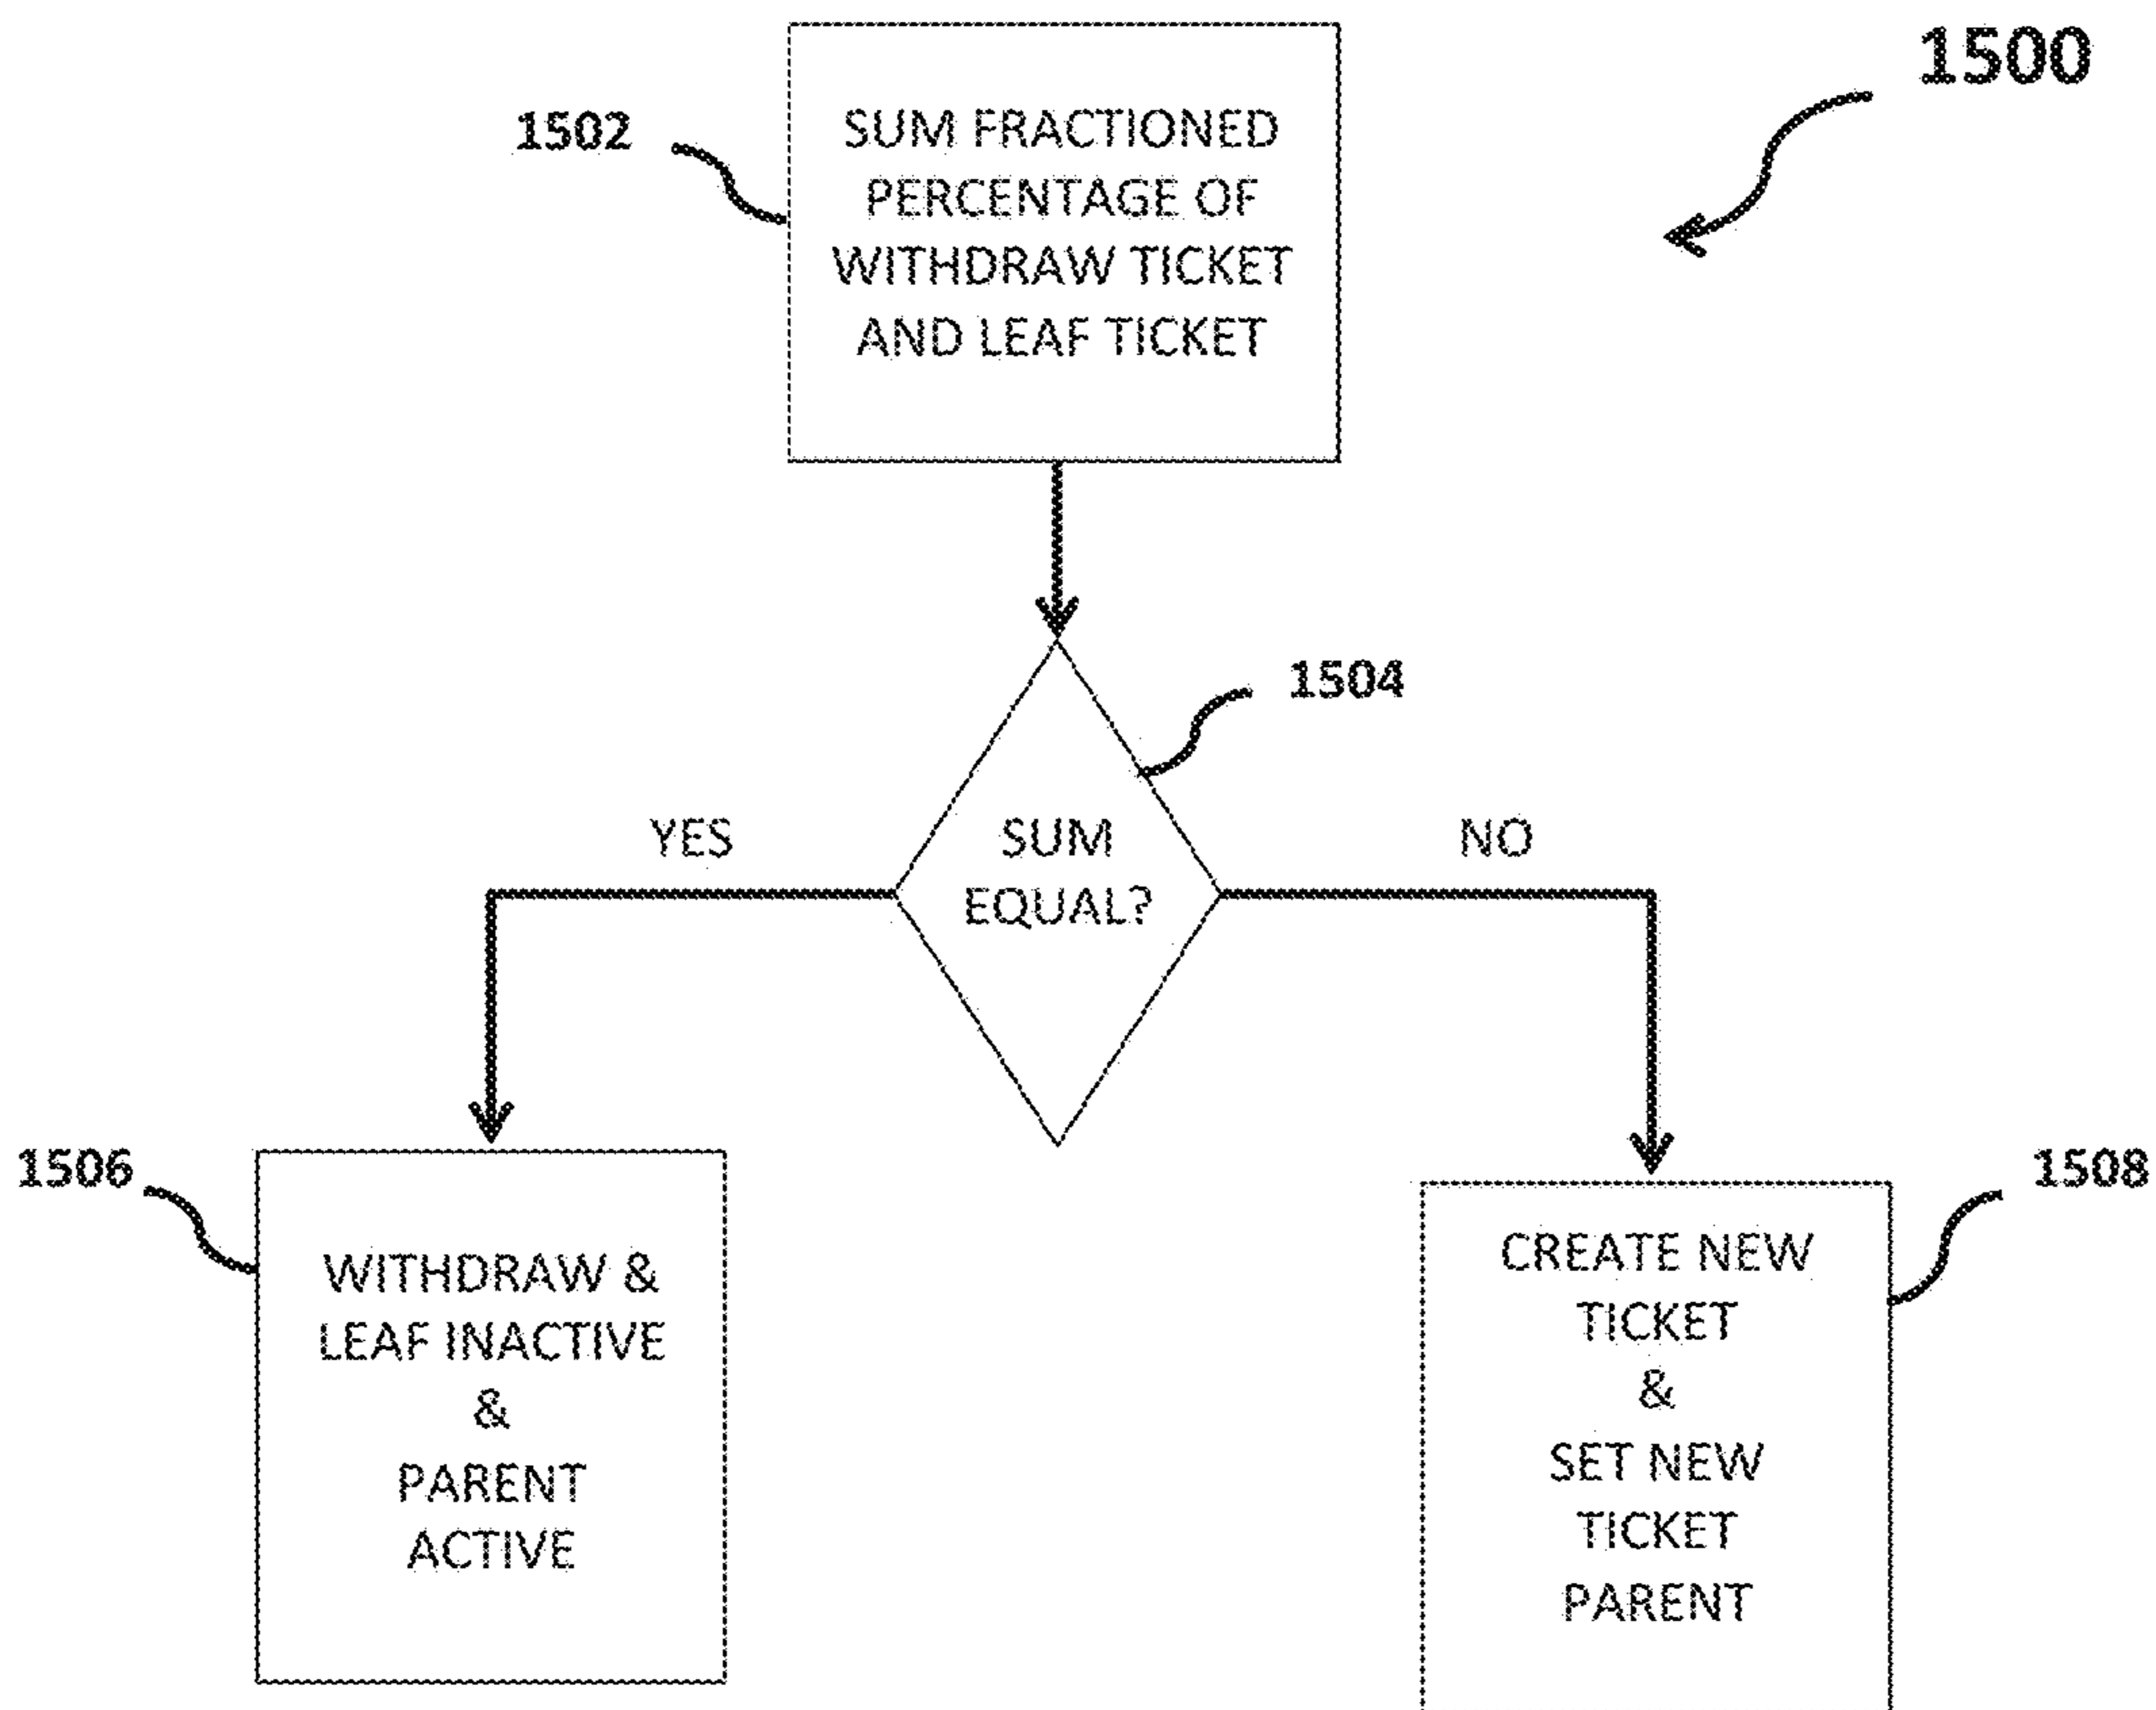 1500
1502
SUM FRACTIONED
PERCENTAGE OF
WITHDRAW TICKET
AND LEAF TICKET
1504
YES
SUM
EQUAL?
NO
1506
WITHDRAW &
LEAF INACTIVE
&
PARENT
ACTIVE
1508
CREATE NEW
TICKET
&
SET NEW
TICKET
PARENT